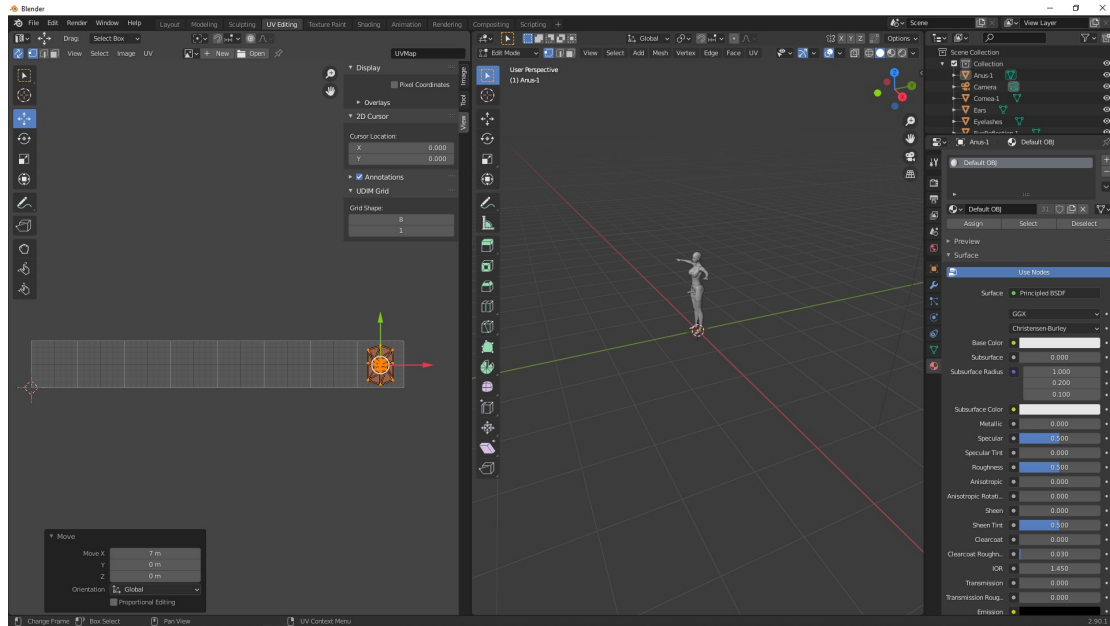 Blender
File Edit Render Window Help Layout Modeling Sculpting UV Editing Texture Paint Shading Animation Rendering Compositing Scripting + Scene View Layer
Drag: Select Box Global X Y Z Options
View Select Image UV + New Open UVMap Edit Mode View Select Add Mesh Vertex Edge Face UV
Display
Pixel Coordinates
Overlays
2D Cursor
Cursor Location:
X 0.000
Y 0.000
Annotations
UDIM Grid
Grid Shape:
8
1
Image
Tool
View
Move
Move X 7 m
Y 0 m
Z 0 m
Orientation Global
Proportional Editing
User Perspective
(1) Anus-1
Z
Scene Collection
Collection
Anus-1
Camera
Cornea-1
Ears
Eyelashes
EyeReflection-1
Anus-1 Default OBJ
Default OBJ
Default OBJ 31
Assign Select Deselect
Preview
Surface
Use Nodes
Surface Principled BSDF
GGX
Christensen-Burley
Base Color
Subsurface 0.000
Subsurface Radius 1.000
0.200
0.100
Subsurface Color
Metallic 0.000
Specular 0.500
Specular Tint 0.000
Roughness 0.500
Anisotropic 0.000
Anisotropic Rotati.. 0.000
Sheen 0.000
Sheen Tint 0.500
Clearcoat 0.000
Clearcoat Roughn.. 0.030
IOR 1.450
Transmission 0.000
Transmission Roug.. 0.000
Emission
Change Frame Box Select Pan View UV Context Menu 2.90.1